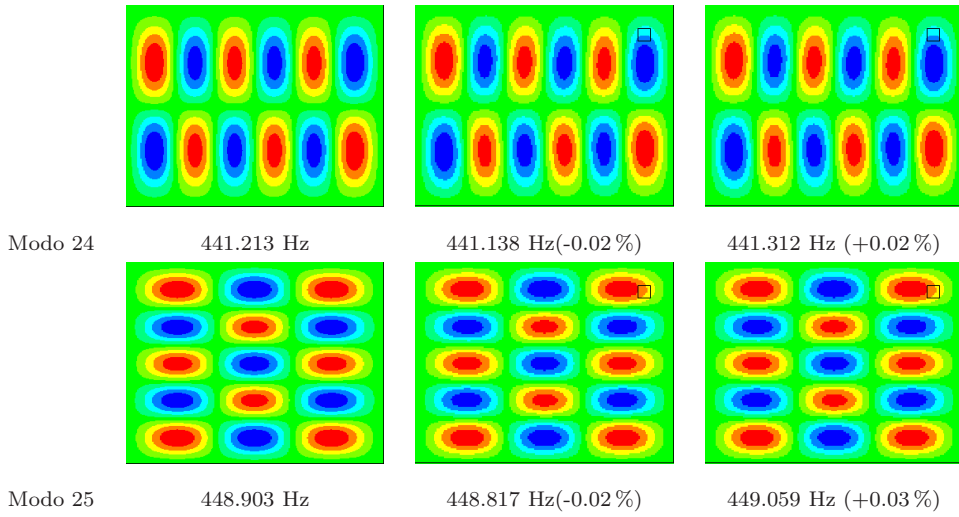 Modo 24 441.213 Hz 441.138 Hz(-0.02 %) 441.312 Hz (+0.02 %)
Modo 25 448.903 Hz 448.817 Hz(-0.02 %) 449.059 Hz (+0.03 %)